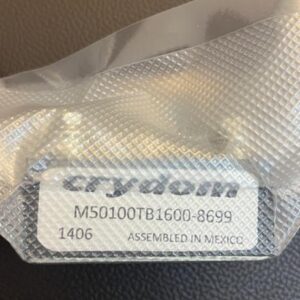 crydom
M50100TB1600-8699
1406 ASSEMBLED IN MEXICO